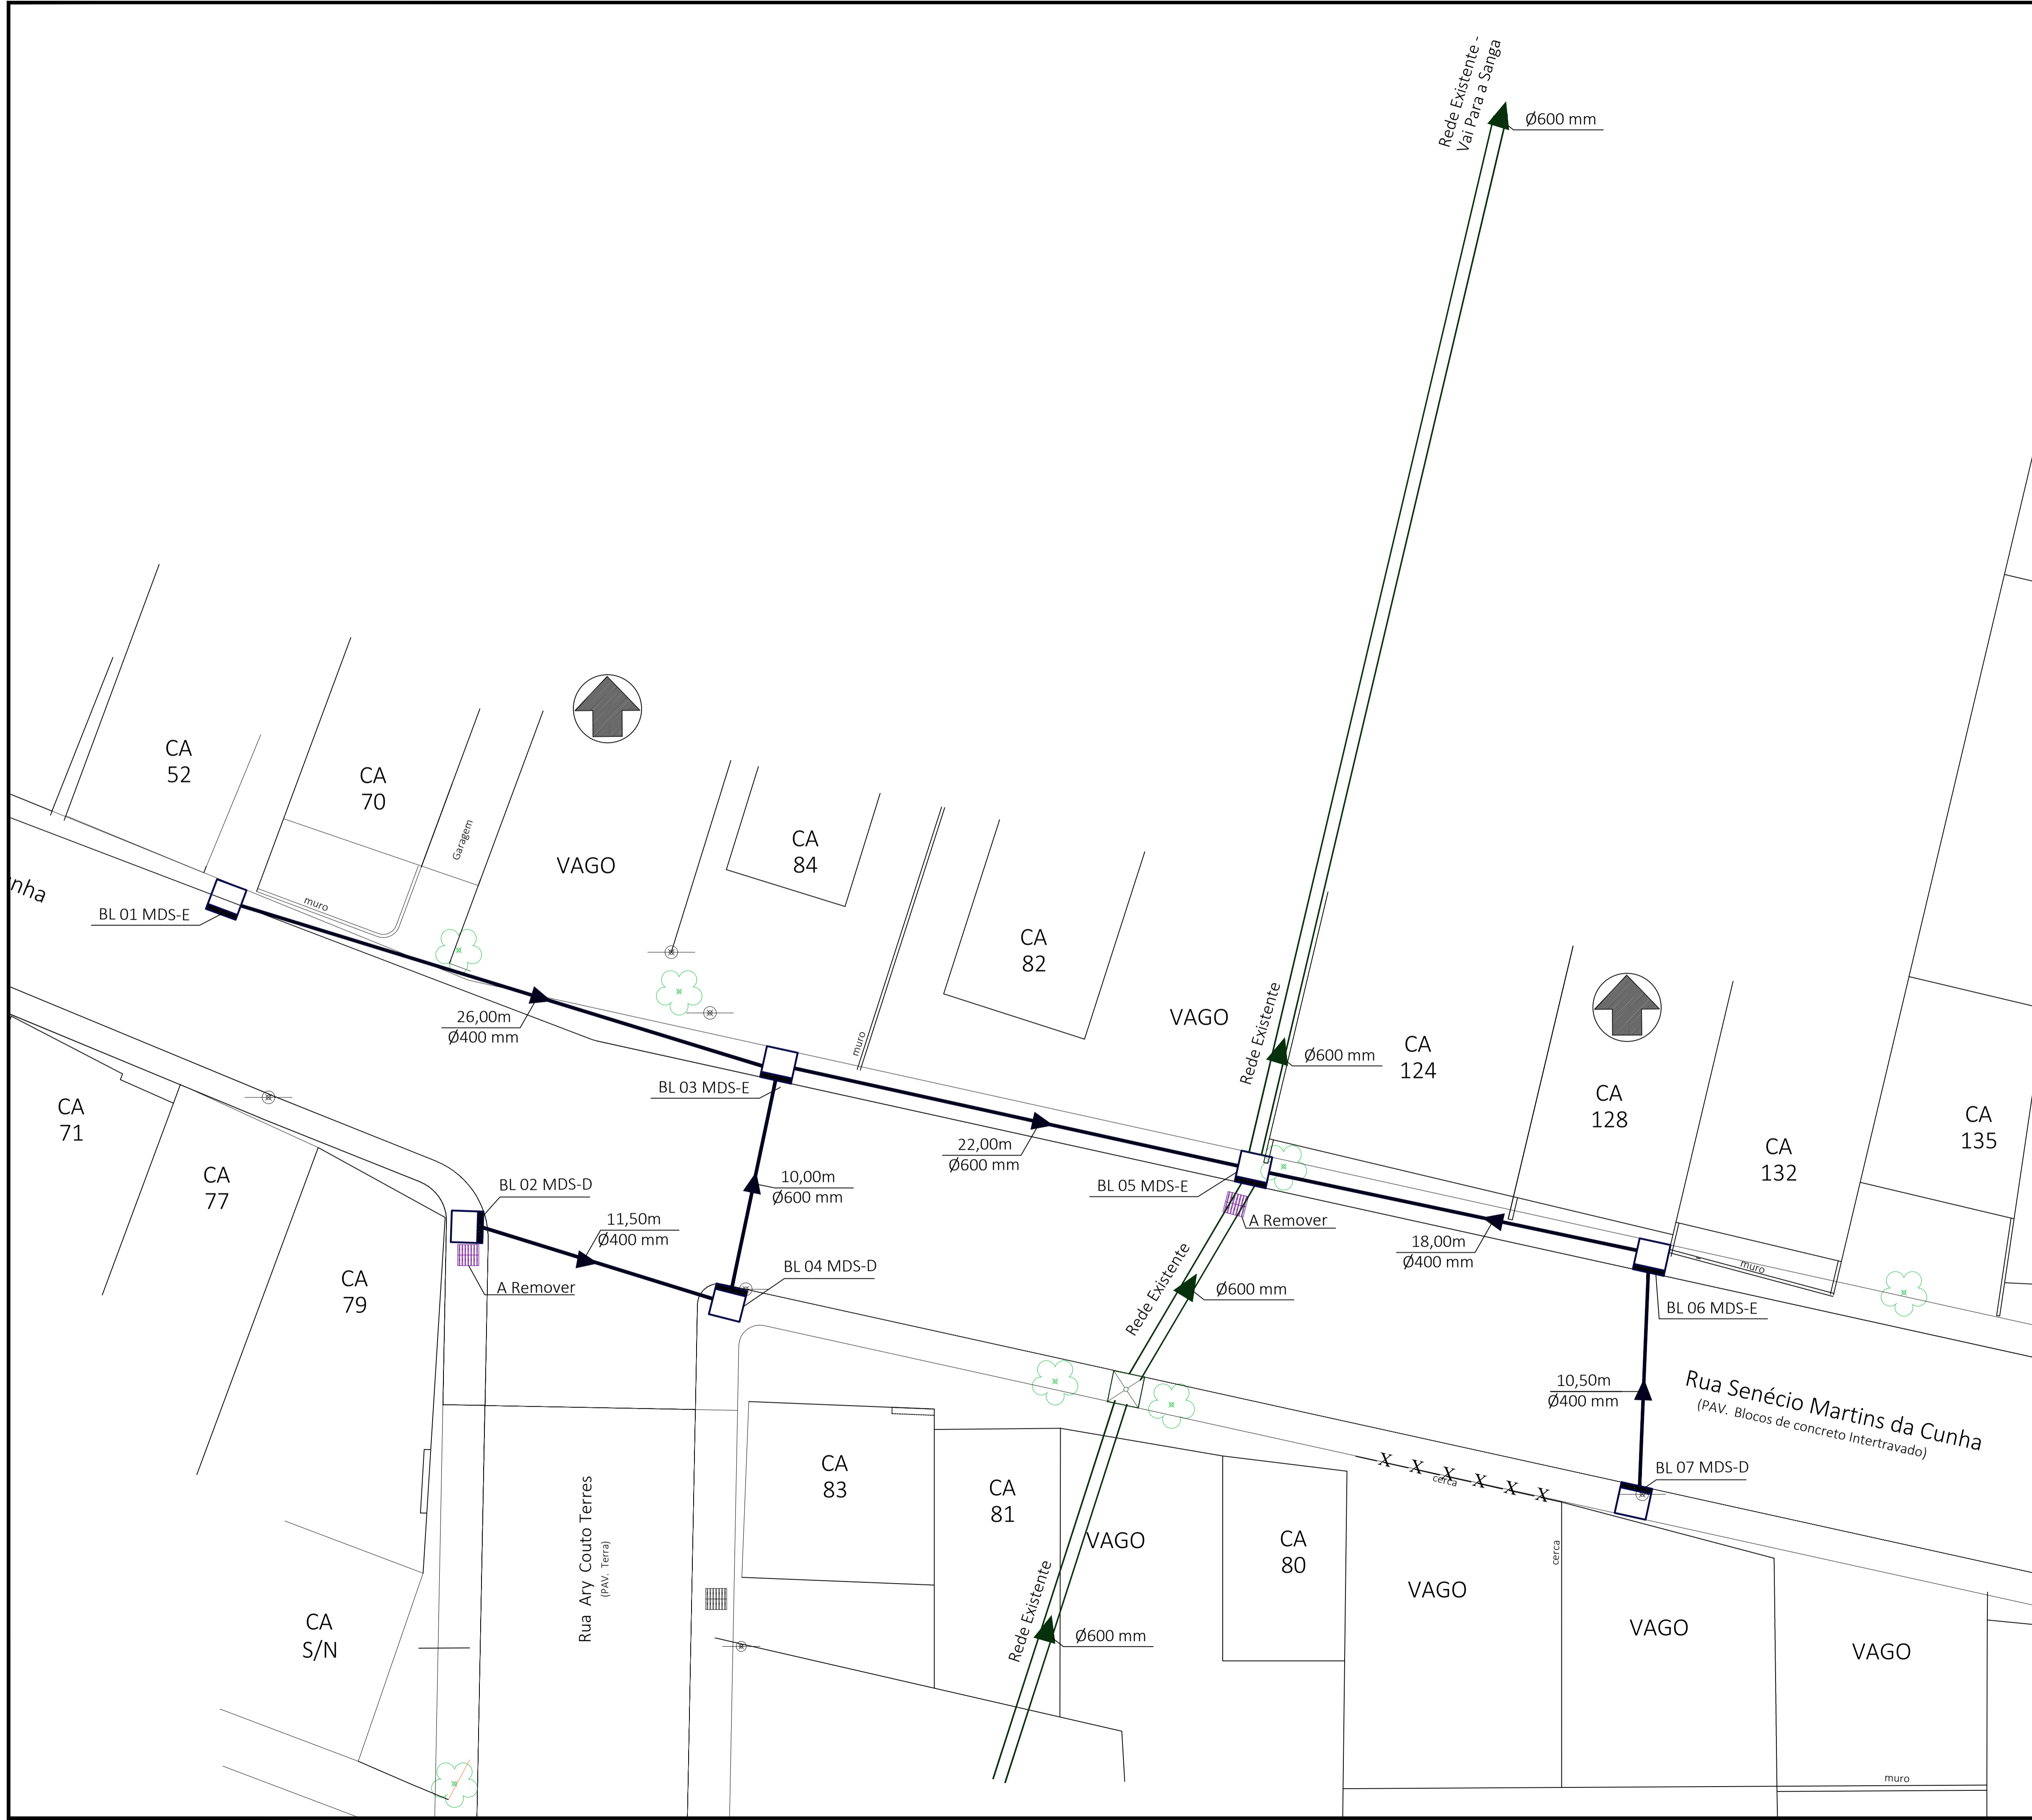 Rede Existente -
Vai Para a Sanga
Ø600 mm
CA
52
CA
70
Garagem
muro
VAGO
CA
84
muro
CA
82
VAGO
Rede Existente
Ø600 mm
CA
124
CA
128
CA
132
CA
135
muro
BL 01 MDS-E
26,00m
Ø400 mm
BL 03 MDS-E
22,00m
Ø600 mm
BL 05 MDS-E
A Remover
18,00m
Ø400 mm
BL 06 MDS-E
CA
71
CA
77
CA
79
BL 02 MDS-D
A Remover
11,50m
Ø400 mm
10,00m
Ø600 mm
BL 04 MDS-D
Rede Existente
Ø600 mm
10,50m
Ø400 mm
Rua Senécio Martins da Cunha
(PAV. Blocos de concreto Intertravado)
BL 07 MDS-D
X X X X X X
cerca
cerca
CA
83
CA
81
VAGO
CA
80
VAGO
VAGO
VAGO
muro
Rede Existente
Ø600 mm
Rua Ary Couto Terres
(PAV. Terra)
CA
S/N